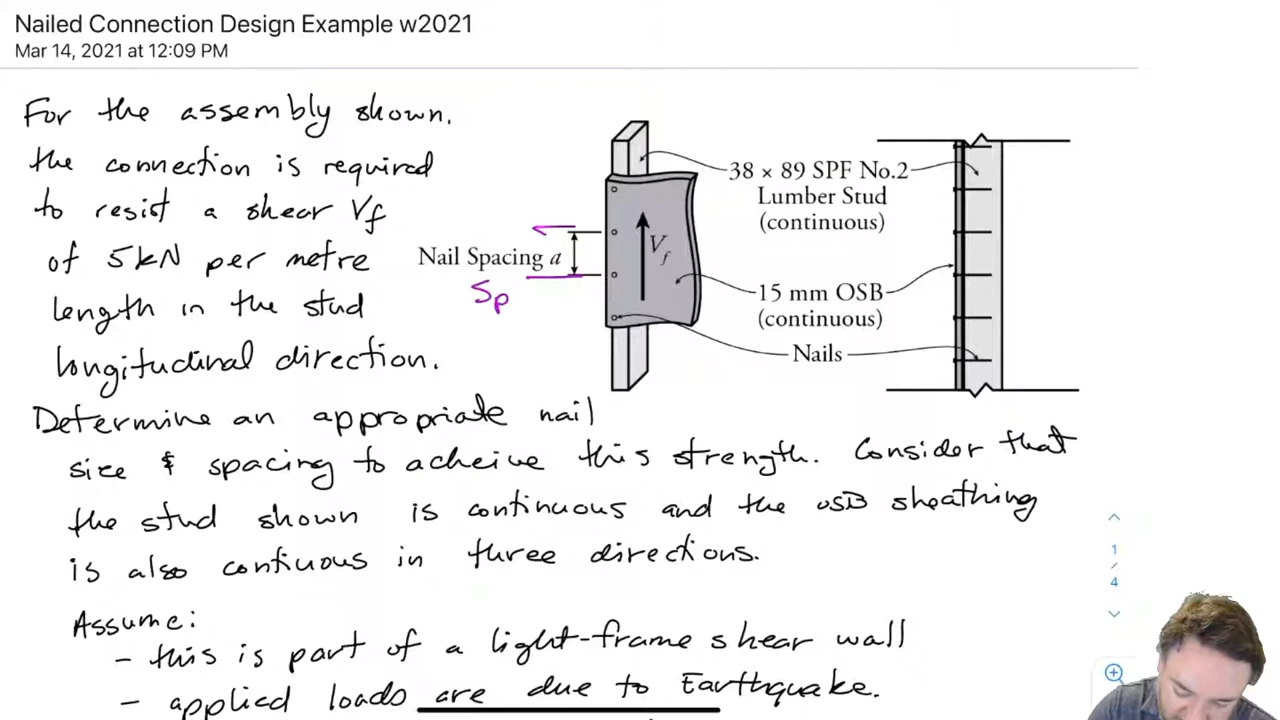 Nailed Connection Design Example w2021
Mar 14, 2021 at 12:09 PM
For the assembly shown.
the connection is required
to resist a shear Vf
of 5kN per metre
length in the stud
longitudinal direction.
Nail Spacing a
Sp
Vf
38 × 89 SPF No.2
Lumber Stud
(continuous)
15 mm OSB
(continuous)
Nails
Determine an appropriate nail
size & spacing to acheive this strength. Consider that
the stud shown is continuous and the OSB sheathing
is also contiuous in three directions.
Assume:
- this is part of a light-frame shear wall
- applied loads are due to Earthquake.
1
/
4